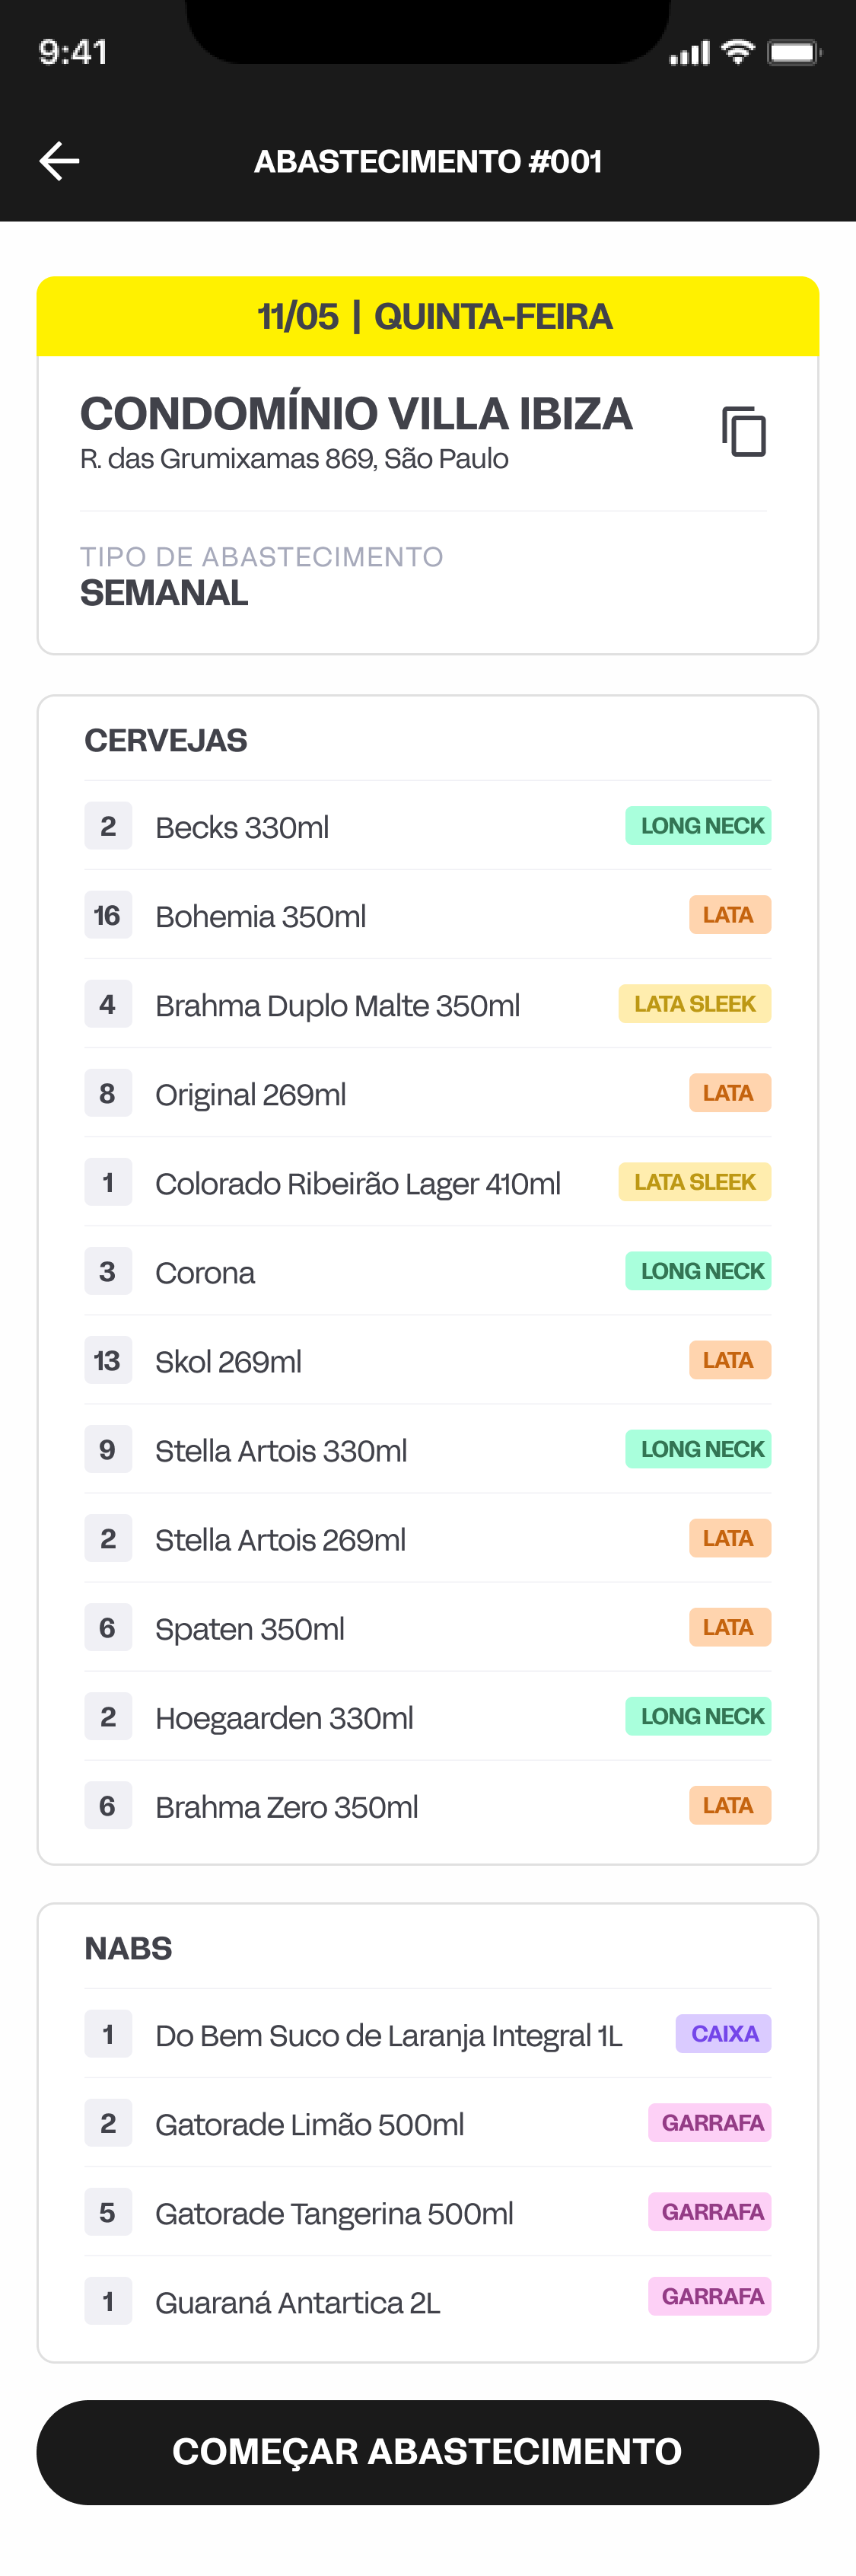 9:41
ABASTECIMENTO #001
11/05 | QUINTA-FEIRA
CONDOMÍNIO VILLA IBIZA
R. das Grumixamas 869, São Paulo
TIPO DE ABASTECIMENTO
SEMANAL
CERVEJAS
2 Becks 330ml LONG NECK
16 Bohemia 350ml LATA
4 Brahma Duplo Malte 350ml LATA SLEEK
8 Original 269ml LATA
1 Colorado Ribeirão Lager 410ml LATA SLEEK
3 Corona LONG NECK
13 Skol 269ml LATA
9 Stella Artois 330ml LONG NECK
2 Stella Artois 269ml LATA
6 Spaten 350ml LATA
2 Hoegaarden 330ml LONG NECK
6 Brahma Zero 350ml LATA
NABS
1 Do Bem Suco de Laranja Integral 1L CAIXA
2 Gatorade Limão 500ml GARRAFA
5 Gatorade Tangerina 500ml GARRAFA
1 Guaraná Antartica 2L GARRAFA
COMEÇAR ABASTECIMENTO